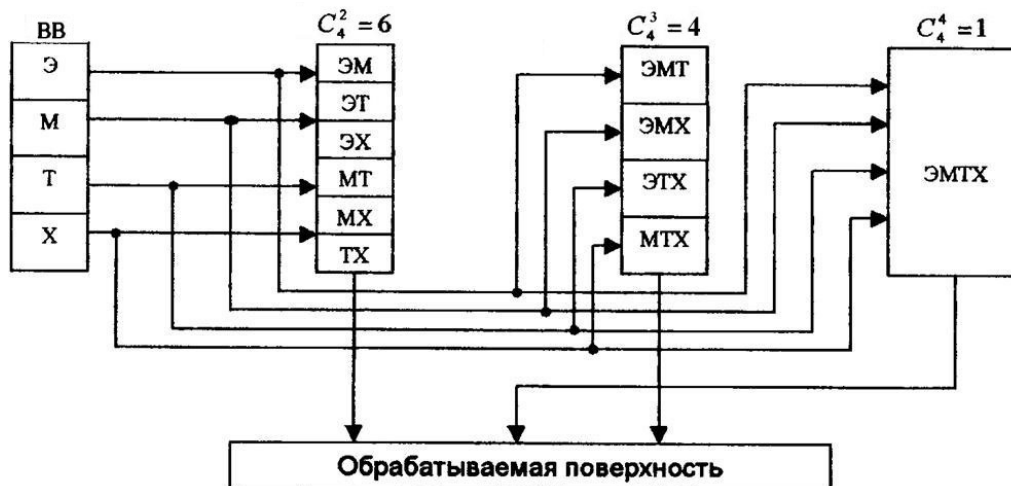 ВВ
Э
М
Т
Х
C₄² = 6
ЭМ
ЭТ
ЭХ
МТ
МХ
ТХ
C₄³ = 4
ЭМТ
ЭМХ
ЭТХ
МТХ
C₄⁴ = 1
ЭМТХ
Обрабатываемая поверхность